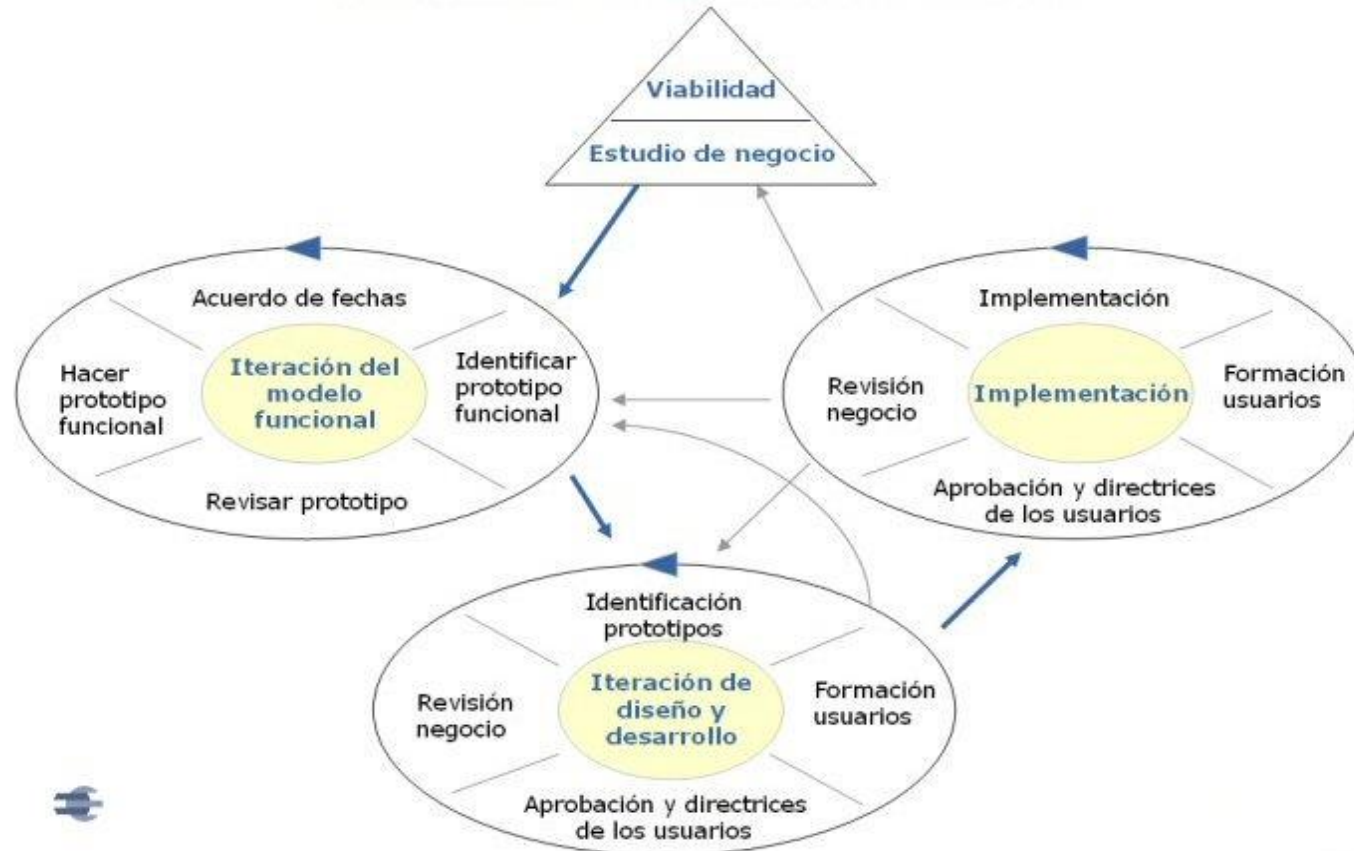 Viabilidad
Estudio de negocio
Acuerdo de fechas
Hacer
prototipo
funcional
Iteración del
modelo
funcional
Identificar
prototipo
funcional
Revisar prototipo
Implementación
Revisión
negocio
Implementación
Formación
usuarios
Aprobación y directrices
de los usuarios
Identificación
prototipos
Revisión
negocio
Iteración de
diseño y
desarrollo
Formación
usuarios
Aprobación y directrices
de los usuarios